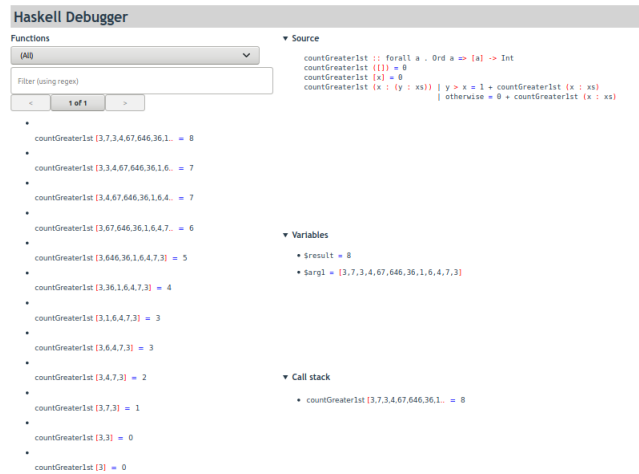 Haskell Debugger
Functions
(All)
Filter (using regex)
< 1 of 1 >
countGreater1st [3,7,3,4,67,646,36,1.. = 8
countGreater1st [3,3,4,67,646,36,1,6.. = 7
countGreater1st [3,4,67,646,36,1,6,4.. = 7
countGreater1st [3,67,646,36,1,6,4,7.. = 6
countGreater1st [3,646,36,1,6,4,7,3] = 5
countGreater1st [3,36,1,6,4,7,3] = 4
countGreater1st [3,1,6,4,7,3] = 3
countGreater1st [3,6,4,7,3] = 3
countGreater1st [3,4,7,3] = 2
countGreater1st [3,7,3] = 1
countGreater1st [3,3] = 0
countGreater1st [3] = 0
▼ Source
countGreater1st :: forall a . Ord a => [a] -> Int
countGreater1st ([]) = 0
countGreater1st [x] = 0
countGreater1st (x : (y : xs)) | y > x = 1 + countGreater1st (x : xs)
| otherwise = 0 + countGreater1st (x : xs)
▼ Variables
• $result = 8
• $arg1 = [3,7,3,4,67,646,36,1,6,4,7,3]
▼ Call stack
• countGreater1st [3,7,3,4,67,646,36,1.. = 8